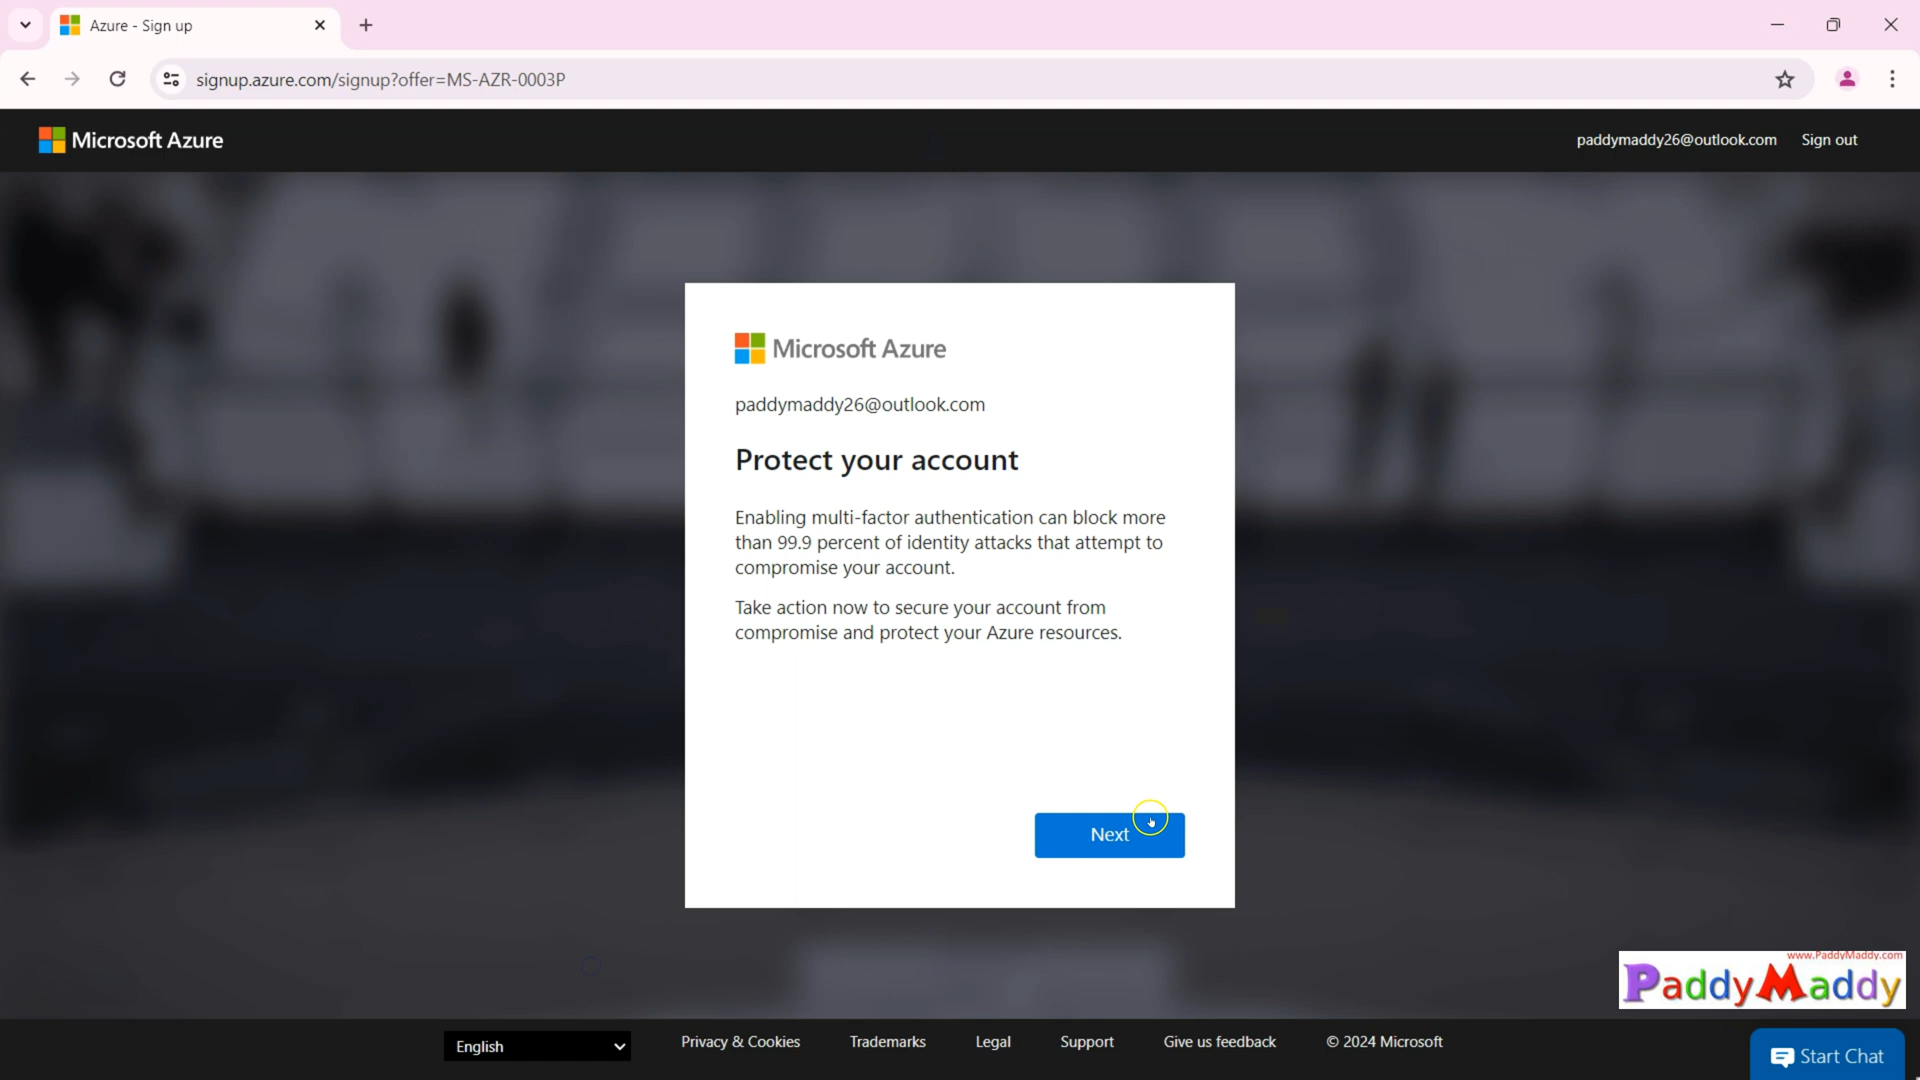 Azure - Sign up
signup.azure.com/signup?offer=MS-AZR-0003P
Microsoft Azure
paddymaddy26@outlook.com
Sign out
Microsoft Azure
paddymaddy26@outlook.com
Protect your account
Enabling multi-factor authentication can block more
than 99.9 percent of identity attacks that attempt to
compromise your account.
Take action now to secure your account from
compromise and protect your Azure resources.
Next
www.PaddyMaddy.com
PaddyMaddy
English
Privacy & Cookies
Trademarks
Legal
Support
Give us feedback
© 2024 Microsoft
Start Chat